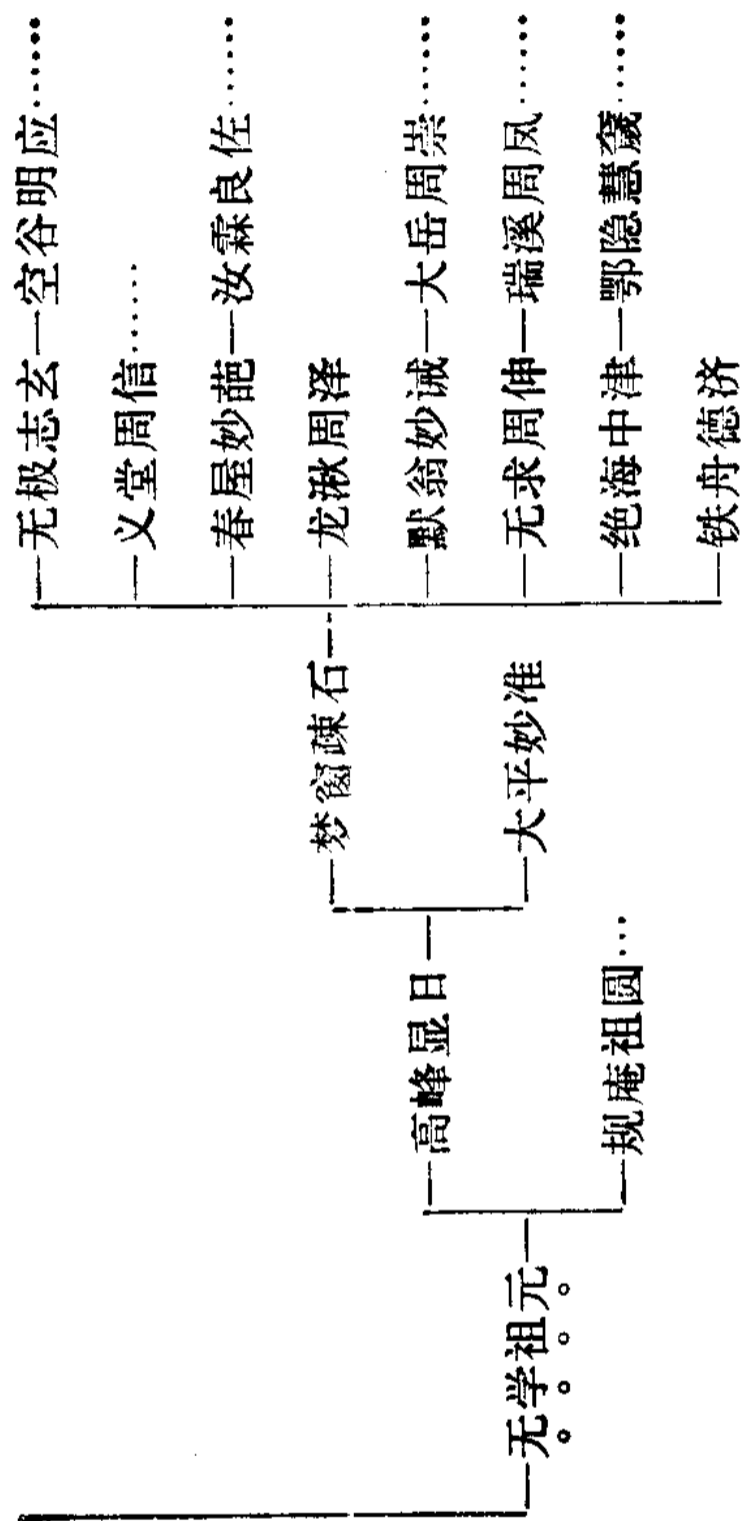 无极志玄—空谷明应……
义堂周信……
春屋妙葩—汝霖良佐……
龙湫周泽
默翁妙诫—大岳周崇……
无求周伸—瑞溪周凤……
绝海中津—鄂隐慧奯……
铁舟德济
梦窗疎石
大平妙准
高峰显日
规庵祖圆…
无学祖元